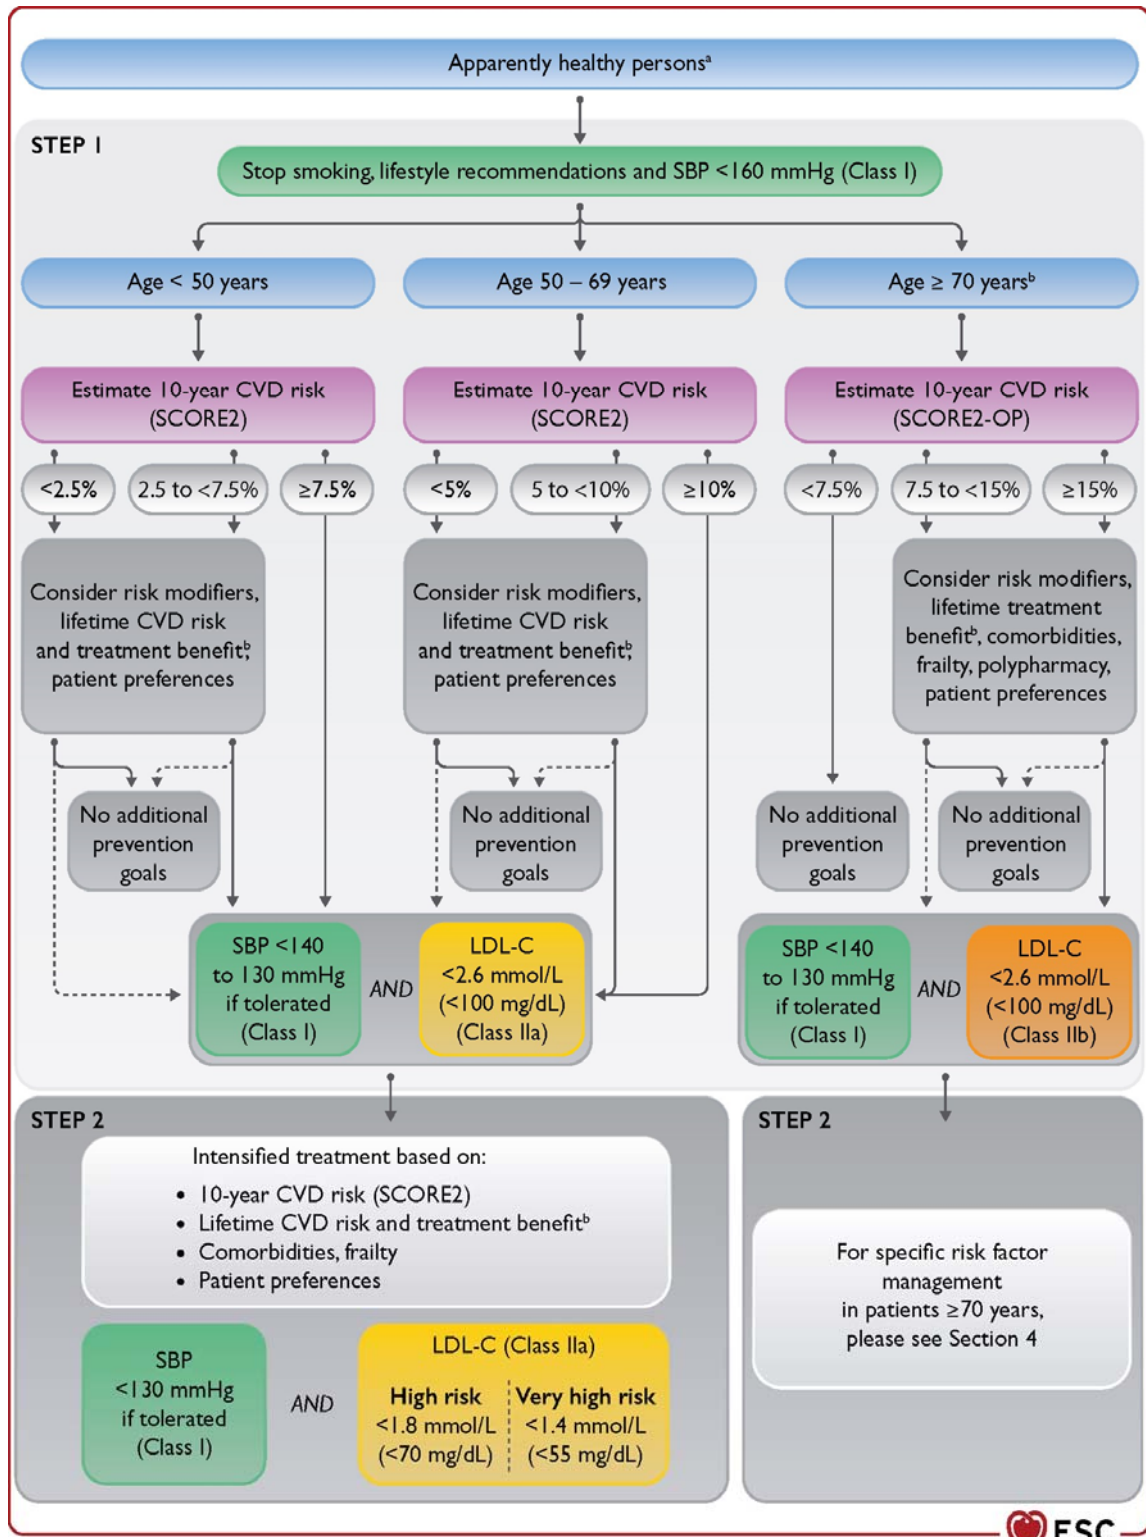 Apparently healthy personsᵃ
STEP 1
Stop smoking, lifestyle recommendations and SBP <160 mmHg (Class I)
Age < 50 years
Age 50 – 69 years
Age ≥ 70 yearsᵇ
Estimate 10-year CVD risk
(SCORE2)
Estimate 10-year CVD risk
(SCORE2)
Estimate 10-year CVD risk
(SCORE2-OP)
<2.5%
2.5 to <7.5%
≥7.5%
<5%
5 to <10%
≥10%
<7.5%
7.5 to <15%
≥15%
Consider risk modifiers,
lifetime CVD risk
and treatment benefitᵇ,
patient preferences
Consider risk modifiers,
lifetime CVD risk
and treatment benefitᵇ,
patient preferences
Consider risk modifiers,
lifetime treatment
benefitᵇ, comorbidities,
frailty, polypharmacy,
patient preferences
No additional
prevention
goals
No additional
prevention
goals
No additional
prevention
goals
No additional
prevention
goals
SBP <140
to 130 mmHg
if tolerated
(Class I)
AND
LDL-C
<2.6 mmol/L
(<100 mg/dL)
(Class IIa)
SBP <140
to 130 mmHg
if tolerated
(Class I)
AND
LDL-C
<2.6 mmol/L
(<100 mg/dL)
(Class IIb)
STEP 2
Intensified treatment based on:
• 10-year CVD risk (SCORE2)
• Lifetime CVD risk and treatment benefitᵇ
• Comorbidities, frailty
• Patient preferences
SBP
<130 mmHg
if tolerated
(Class I)
AND
LDL-C (Class IIa)
High risk
<1.8 mmol/L
(<70 mg/dL)
Very high risk
<1.4 mmol/L
(<55 mg/dL)
STEP 2
For specific risk factor
management
in patients ≥70 years,
please see Section 4
ESC